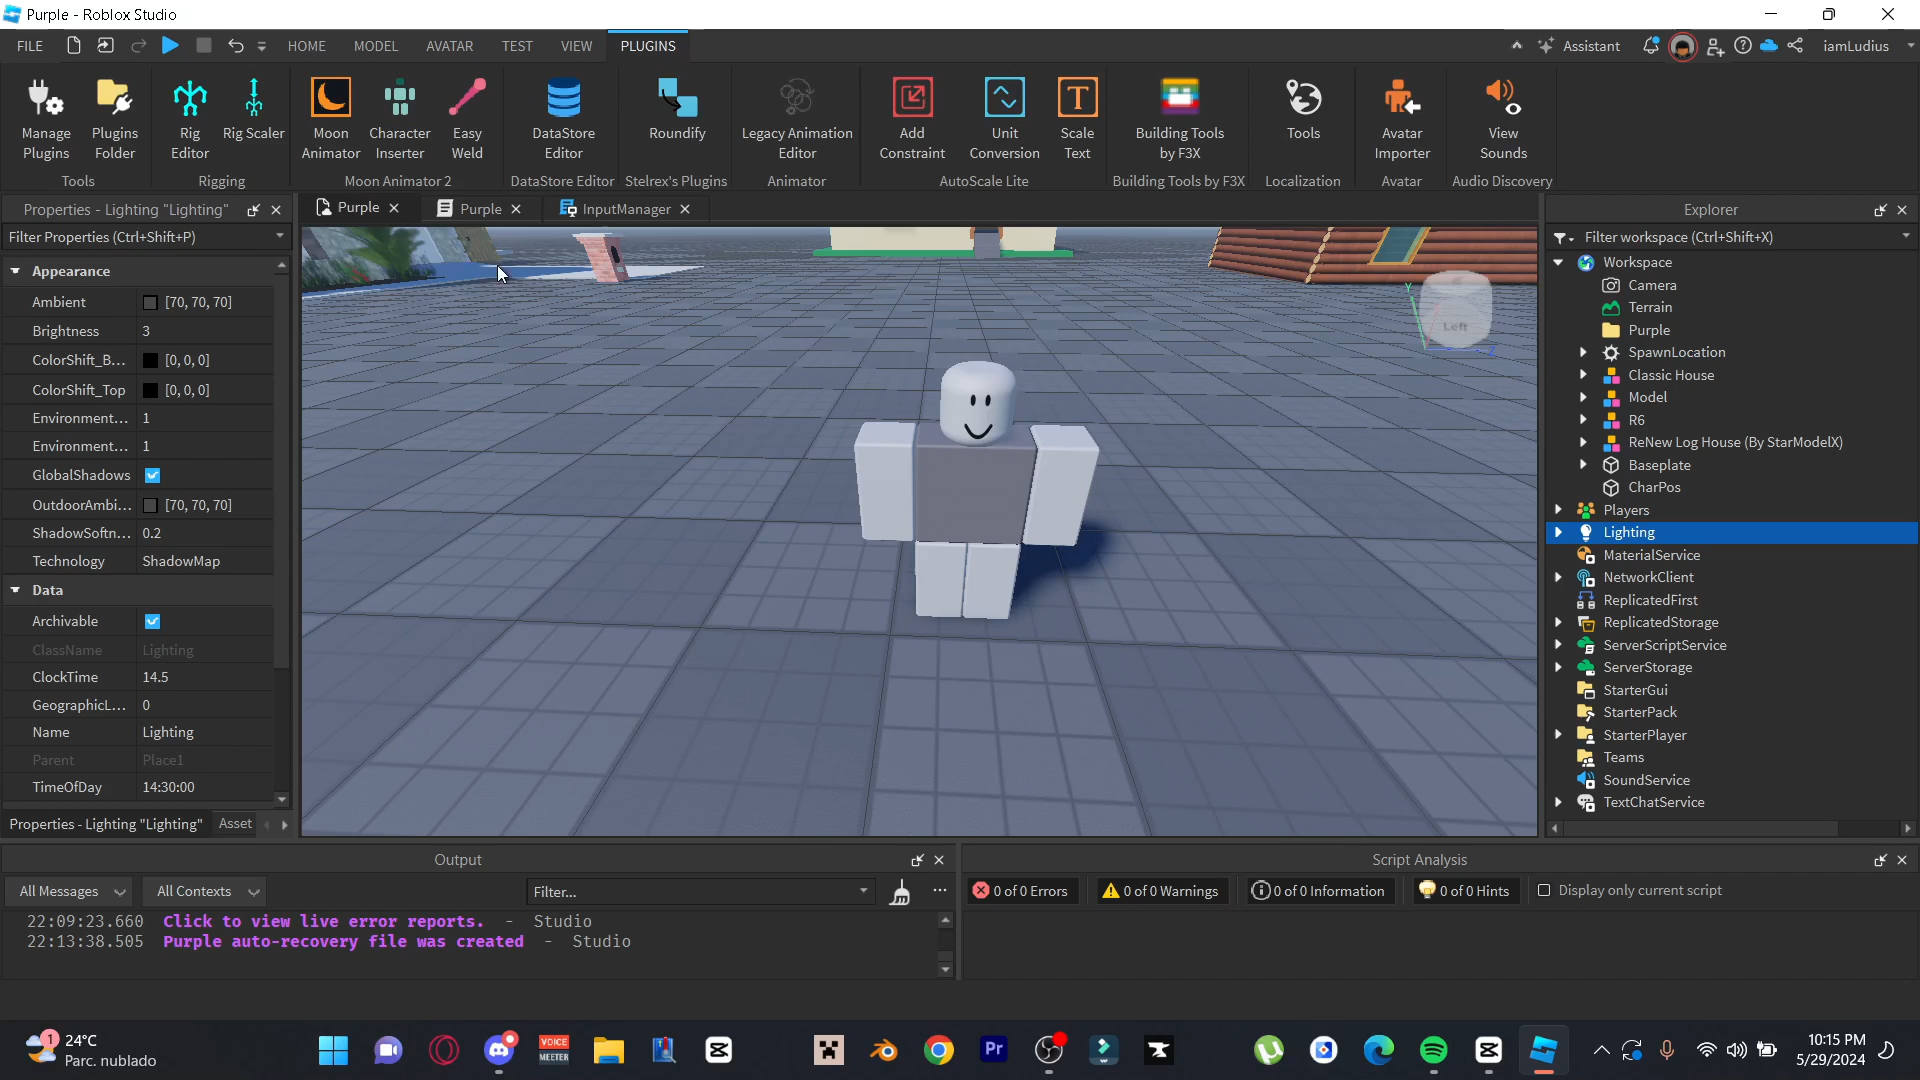 Purple - Roblox Studio
FILE HOME MODEL AVATAR TEST VIEW PLUGINS Assistant iamLudius
Manage Plugins
Plugins Folder
Tools
Rig Editor
Rig Scaler
Rigging
Moon Animator
Character Inserter
Easy Weld
Moon Animator 2
DataStore Editor
DataStore Editor
Roundify
Stelrex's Plugins
Legacy Animation Editor
Animator
Add Constraint
Unit Conversion
Scale Text
AutoScale Lite
Building Tools by F3X
Building Tools by F3X
Tools
Localization
Avatar Importer
Avatar
View Sounds
Audio Discovery
Properties - Lighting "Lighting"
Filter Properties (Ctrl+Shift+P)
Appearance
Ambient [70, 70, 70]
Brightness 3
ColorShift_B... [0, 0, 0]
ColorShift_Top [0, 0, 0]
Environment... 1
Environment... 1
GlobalShadows
OutdoorAmbi... [70, 70, 70]
ShadowSoftn... 0.2
Technology ShadowMap
Data
Archivable
ClassName Lighting
ClockTime 14.5
GeographicL... 0
Name Lighting
Parent Place1
TimeOfDay 14:30:00
Properties - Lighting "Lighting" Asset
Purple Purple InputManager
Y
Left
Z
Explorer
Filter workspace (Ctrl+Shift+X)
Workspace
Camera
Terrain
Purple
SpawnLocation
Classic House
Model
R6
ReNew Log House (By StarModelX)
Baseplate
CharPos
Players
Lighting
MaterialService
NetworkClient
ReplicatedFirst
ReplicatedStorage
ServerScriptService
ServerStorage
StarterGui
StarterPack
StarterPlayer
Teams
SoundService
TextChatService
Output
All Messages All Contexts Filter... ...
22:09:23.660 Click to view live error reports. - Studio
22:13:38.505 Purple auto-recovery file was created - Studio
Script Analysis
0 of 0 Errors 0 of 0 Warnings 0 of 0 Information 0 of 0 Hints Display only current script
1
24°C
Parc. nublado
VOICE
MEETER
Pr
10:15 PM
5/29/2024